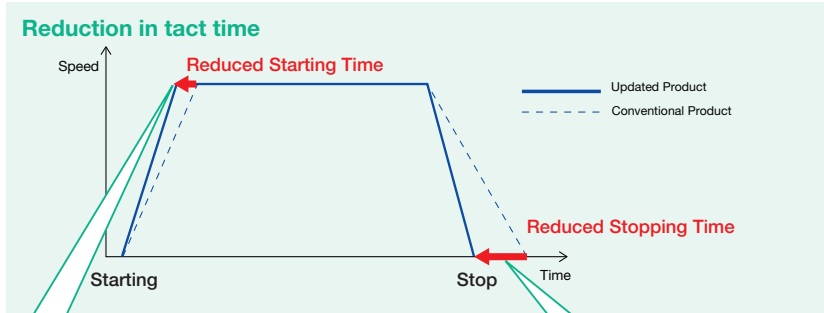 Reduction in tact time
Speed
Reduced Starting Time
Updated Product
Conventional Product
Reduced Stopping Time
Starting
Stop
Time